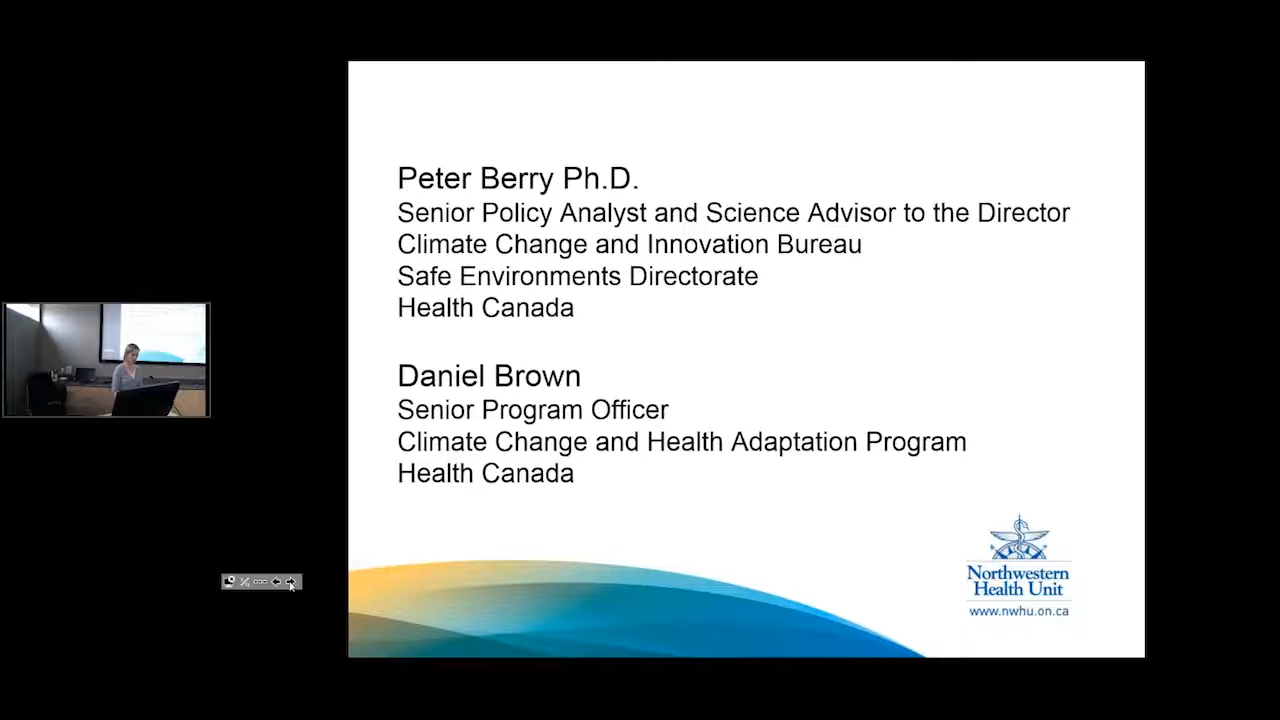 Peter Berry Ph.D.
Senior Policy Analyst and Science Advisor to the Director
Climate Change and Innovation Bureau
Safe Environments Directorate
Health Canada
Daniel Brown
Senior Program Officer
Climate Change and Health Adaptation Program
Health Canada
Northwestern
Health Unit
www.nwhu.on.ca